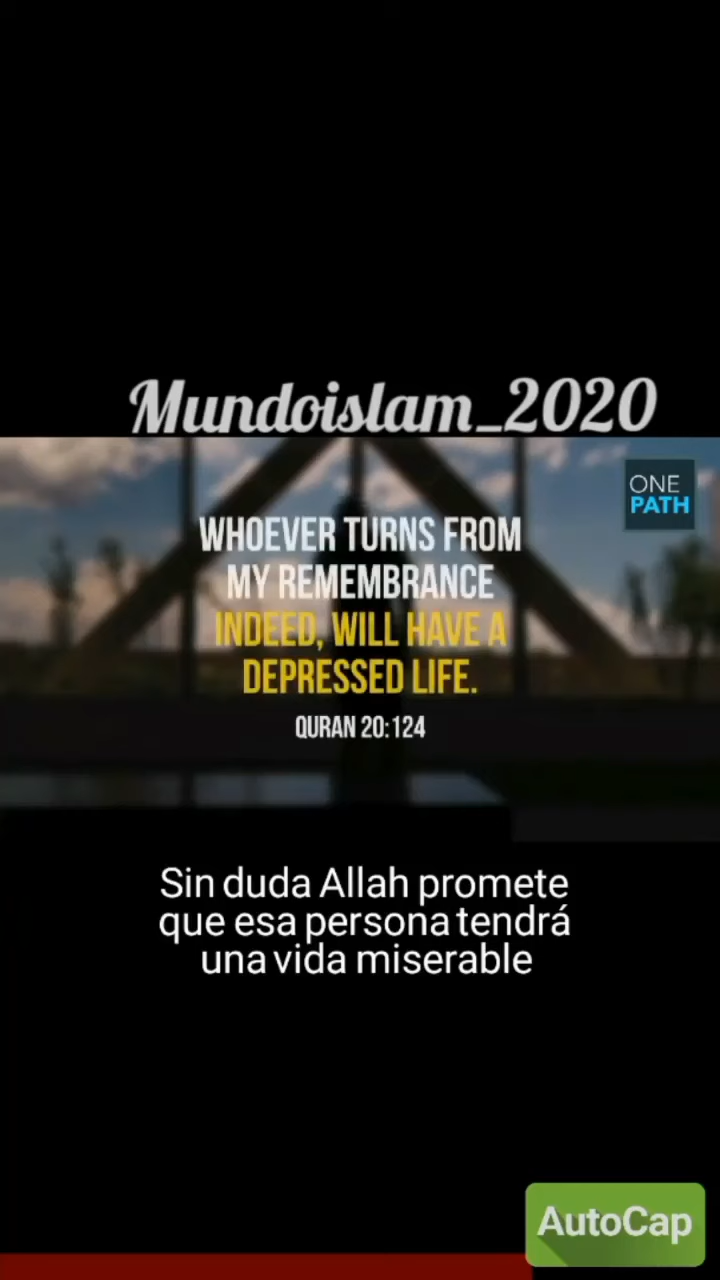 Mundoislam_2020
ONE
PATH
WHOEVER TURNS FROM
MY REMEMBRANCE
INDEED, WILL HAVE A
DEPRESSED LIFE.
QURAN 20:124
Sin duda Allah promete
que esa persona tendrá
una vida miserable
AutoCap